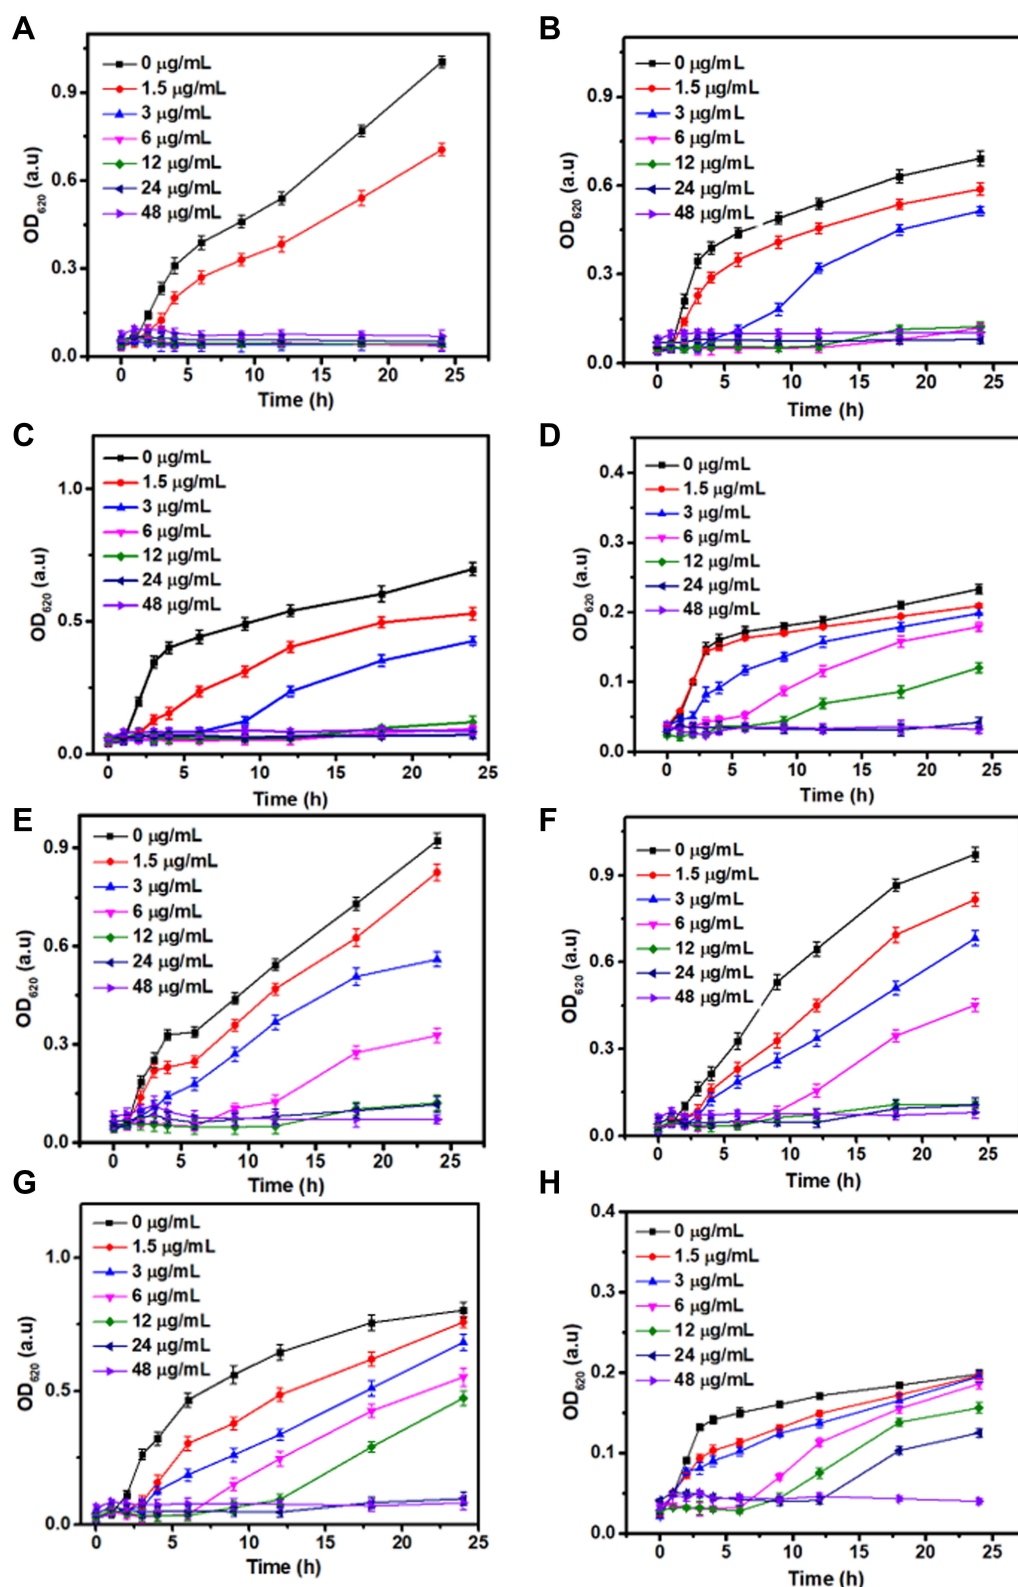 A
0 μg/mL
1.5 μg/mL
3 μg/mL
6 μg/mL
12 μg/mL
24 μg/mL
48 μg/mL
0.9
0.6
0.3
0.0
OD620 (a.u)
0 5 10 15 20 25
Time (h)
B
0 μg/mL
1.5 μg/mL
3 μg/mL
6 μg/mL
12 μg/mL
24 μg/mL
48 μg/mL
0.9
0.6
0.3
0.0
OD620 (a.u)
0 5 10 15 20 25
Time (h)
C
0 μg/mL
1.5 μg/mL
3 μg/mL
6 μg/mL
12 μg/mL
24 μg/mL
48 μg/mL
1.0
0.5
0.0
OD620 (a.u)
0 5 10 15 20 25
Time (h)
D
0 μg/mL
1.5 μg/mL
3 μg/mL
6 μg/mL
12 μg/mL
24 μg/mL
48 μg/mL
0.4
0.3
0.2
0.1
0.0
OD620 (a.u)
0 5 10 15 20 25
Time (h)
E
0 μg/mL
1.5 μg/mL
3 μg/mL
6 μg/mL
12 μg/mL
24 μg/mL
48 μg/mL
0.9
0.6
0.3
0.0
OD620 (a.u)
0 5 10 15 20 25
Time (h)
F
0 μg/mL
1.5 μg/mL
3 μg/mL
6 μg/mL
12 μg/mL
24 μg/mL
48 μg/mL
0.9
0.6
0.3
0.0
OD620 (a.u)
0 5 10 15 20 25
Time (h)
G
0 μg/mL
1.5 μg/mL
3 μg/mL
6 μg/mL
12 μg/mL
24 μg/mL
48 μg/mL
1.0
0.5
0.0
OD620 (a.u)
0 5 10 15 20 25
Time (h)
H
0 μg/mL
1.5 μg/mL
3 μg/mL
6 μg/mL
12 μg/mL
24 μg/mL
48 μg/mL
0.4
0.3
0.2
0.1
0.0
OD620 (a.u)
0 5 10 15 20 25
Time (h)